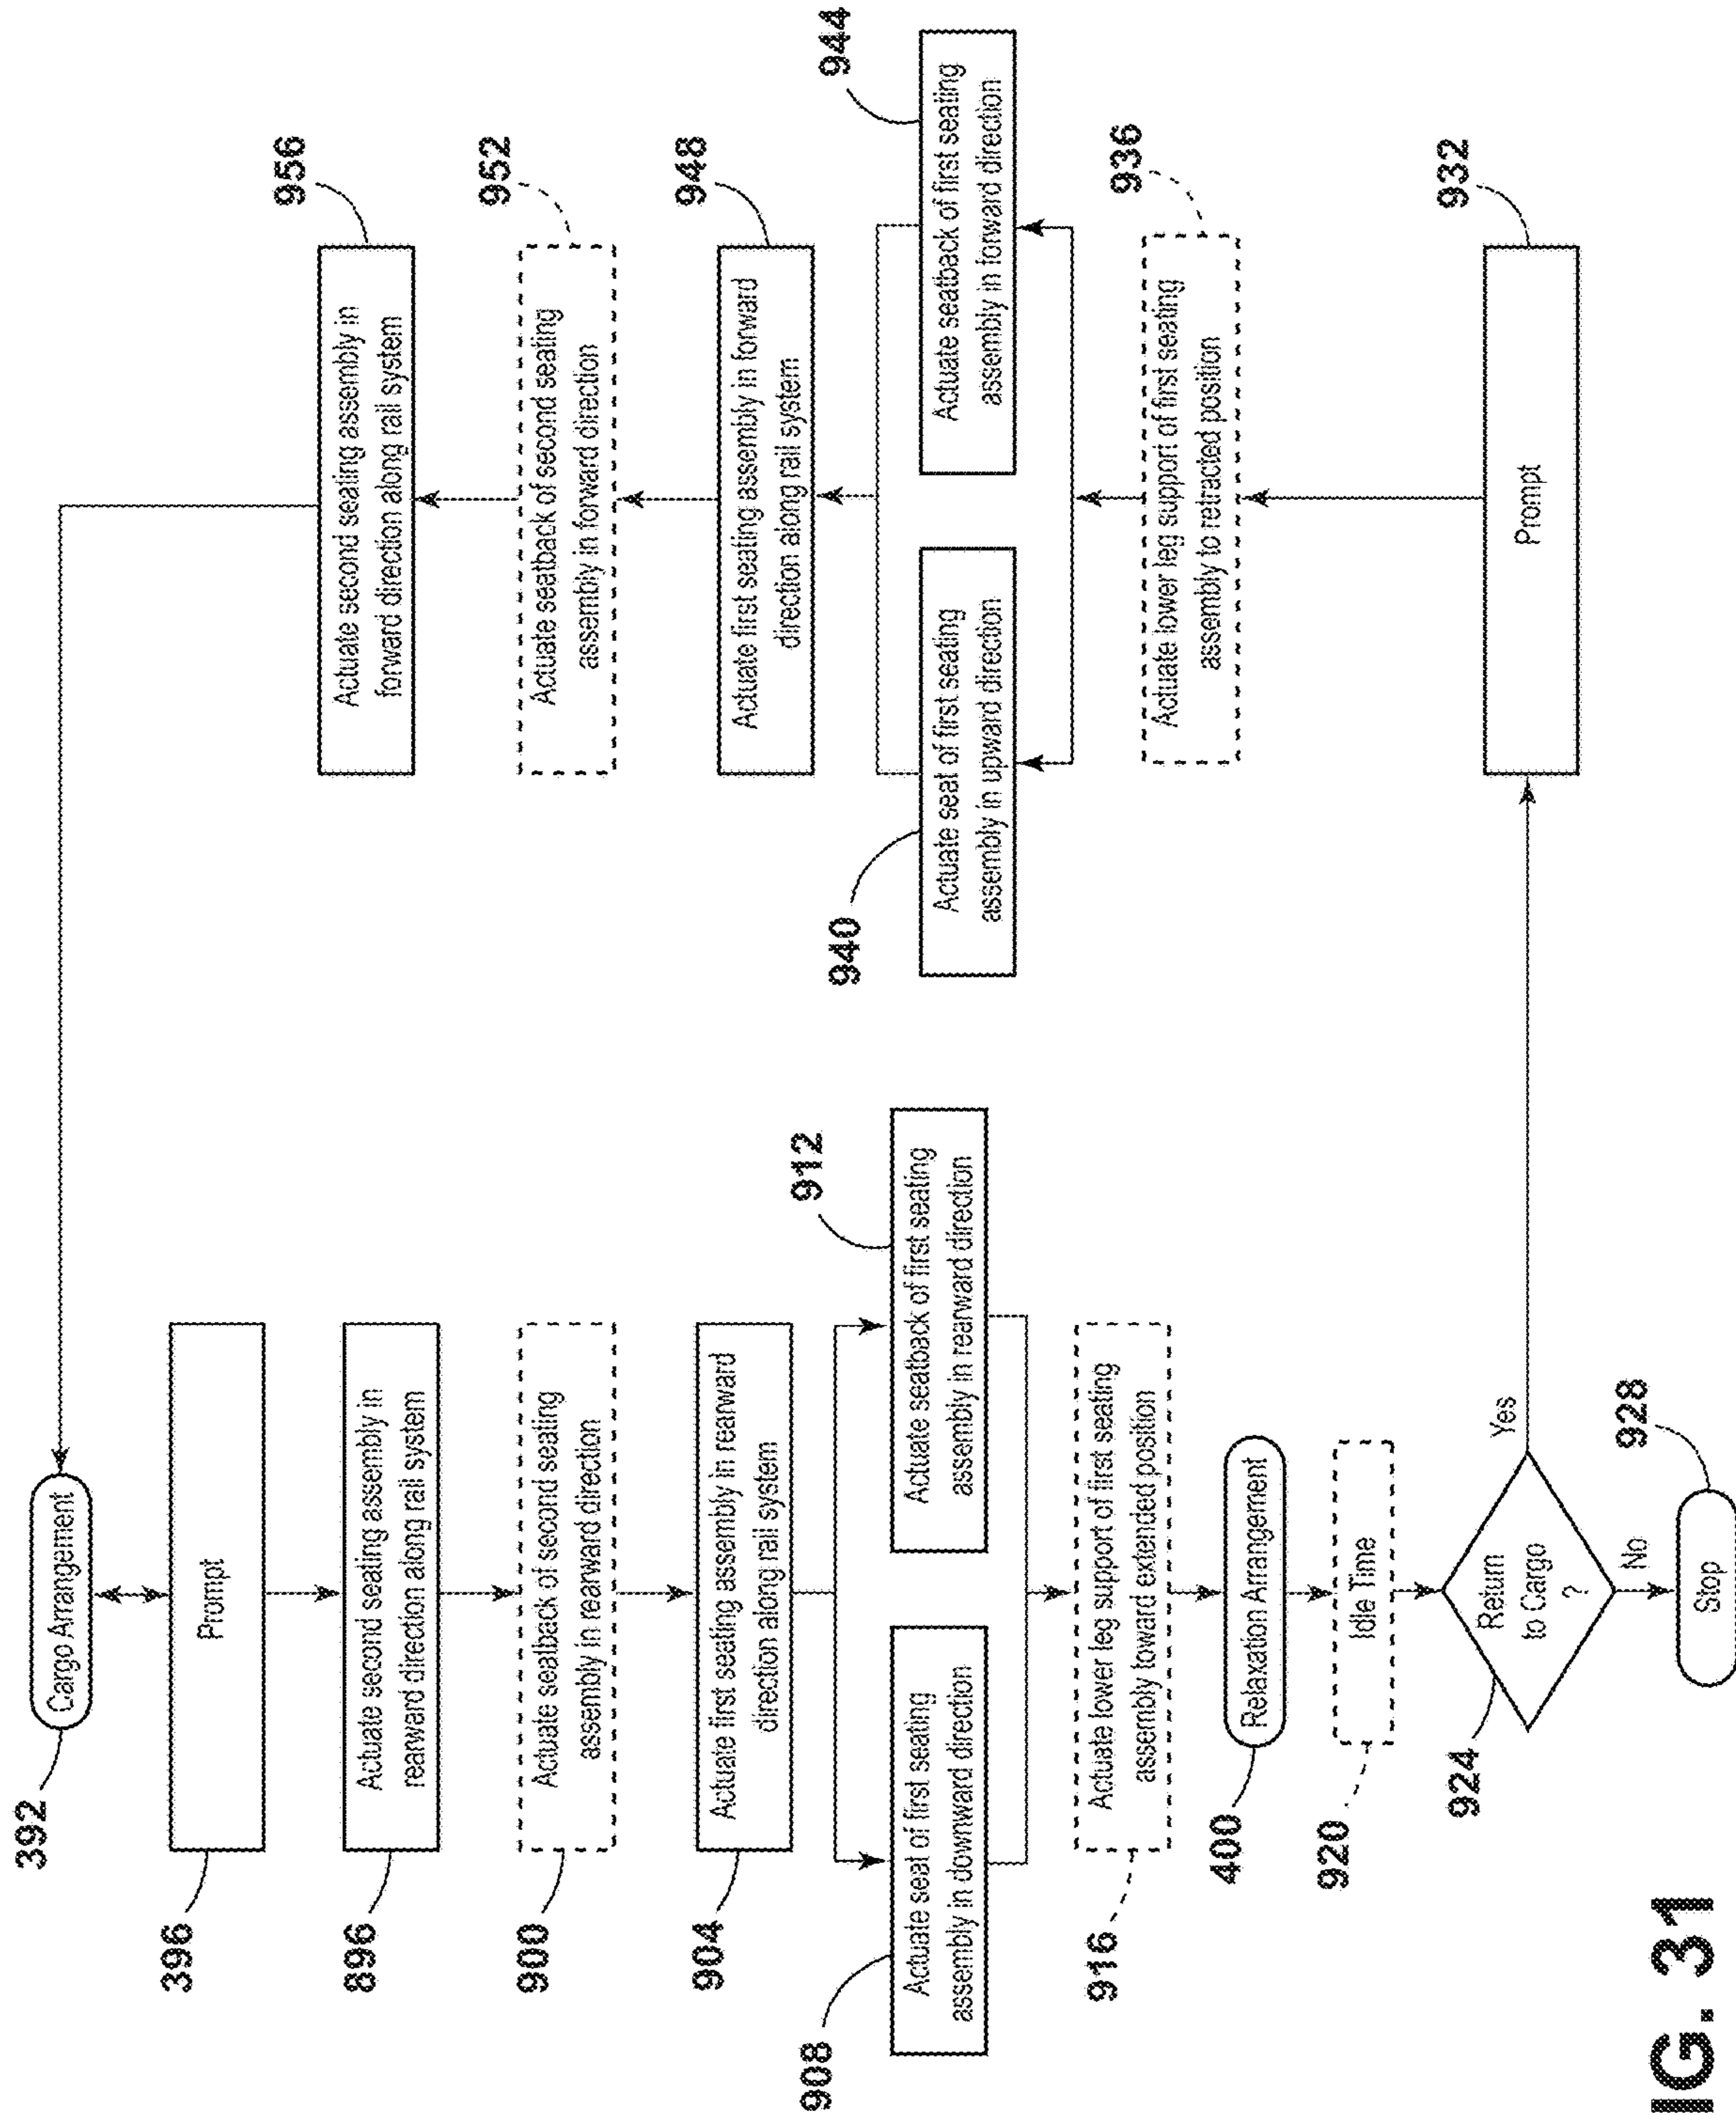 392
Cargo Arrangement
396
Prompt
896
Actuate second seating assembly in
rearward direction along rail system
900
Actuate seatback of second seating
assembly in rearward direction
904
Actuate first seating assembly in rearward
direction along rail system
908
Actuate seat of first seating
assembly in downward direction
912
Actuate seatback of first seating
assembly in rearward direction
916
Actuate lower leg support of first seating
assembly toward extended position
400
Relaxation Arrangement
920
Idle Time
924
Return
to Cargo
?
Yes
No
928
Stop
956
Actuate second seating assembly in
forward direction along rail system
952
Actuate seatback of second seating
assembly in forward direction
948
Actuate first seating assembly in forward
direction along rail system
940
Actuate seat of first seating
assembly in upward direction
944
Actuate seatback of first seating
assembly in forward direction
936
Actuate lower leg support of first seating
assembly to retracted position
932
Prompt
IG. 31